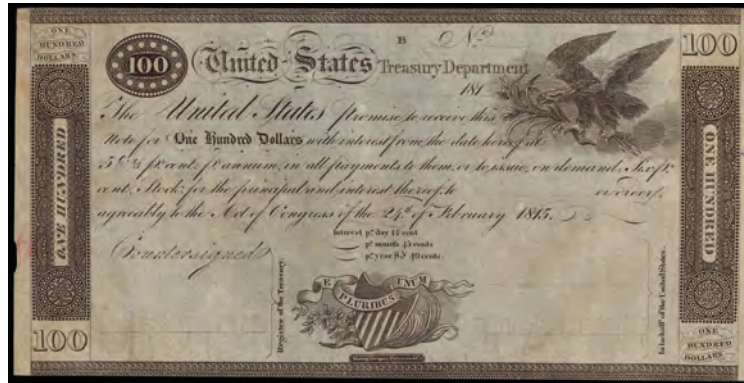 ONE
HUNDRED
DOLLARS
100
United States
B
No
Treasury Department
100
181
The United States promise to receive this
Note for One Hundred Dollars with interest from the date hereof at
5 2/5 pr cent. pr annum, in all payments to them, or to issue, on demand, Six pr
cent. Stock for the principal and interest thereof, to or order,
agreeably to the Act of Congress of the 24th of February 1815.
Interest pr day 1½ cent
pr month 45 cents
pr year $5 40 cents.
Countersigned
ONE HUNDRED
ONE HUNDRED
E PLURIBUS UNUM
Register of the Treasury.
In behalf of the United States.
100
ONE
HUNDRED
DOLLARS